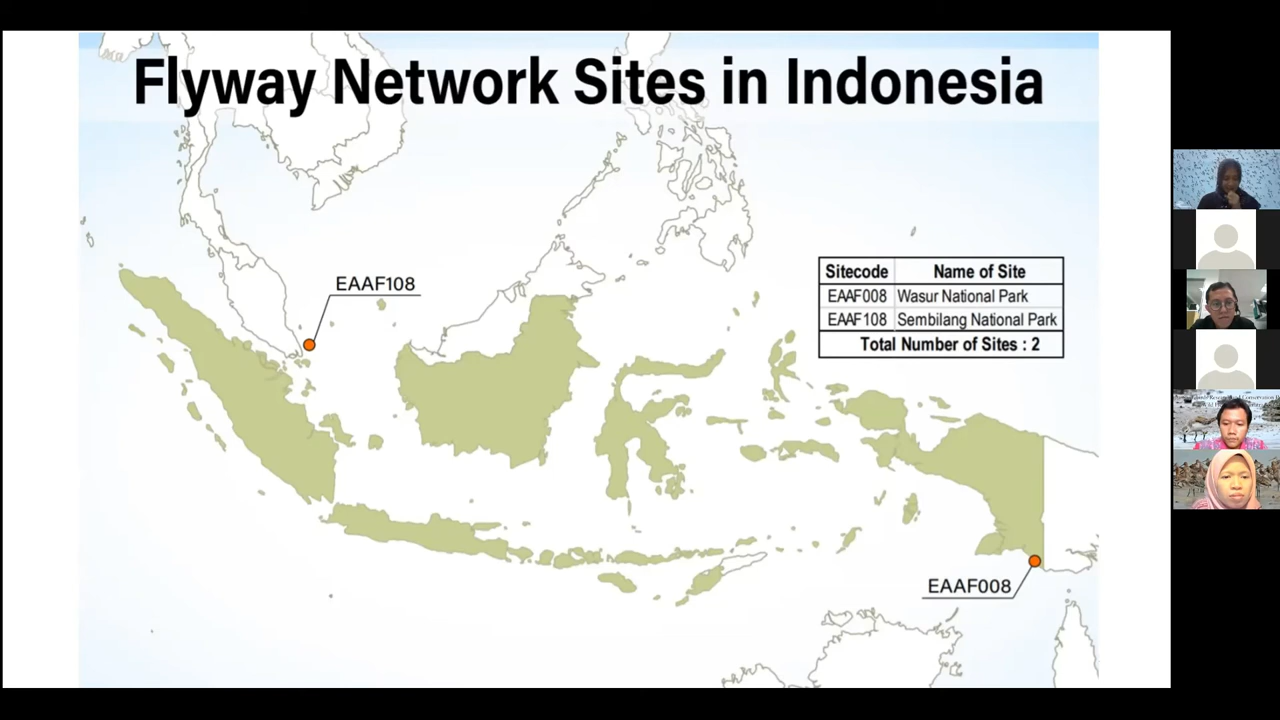 Flyway Network Sites in Indonesia
EAAF108
Sitecode Name of Site
EAAF008 Wasur National Park
EAAF108 Sembilang National Park
Total Number of Sites : 2
EAAF008